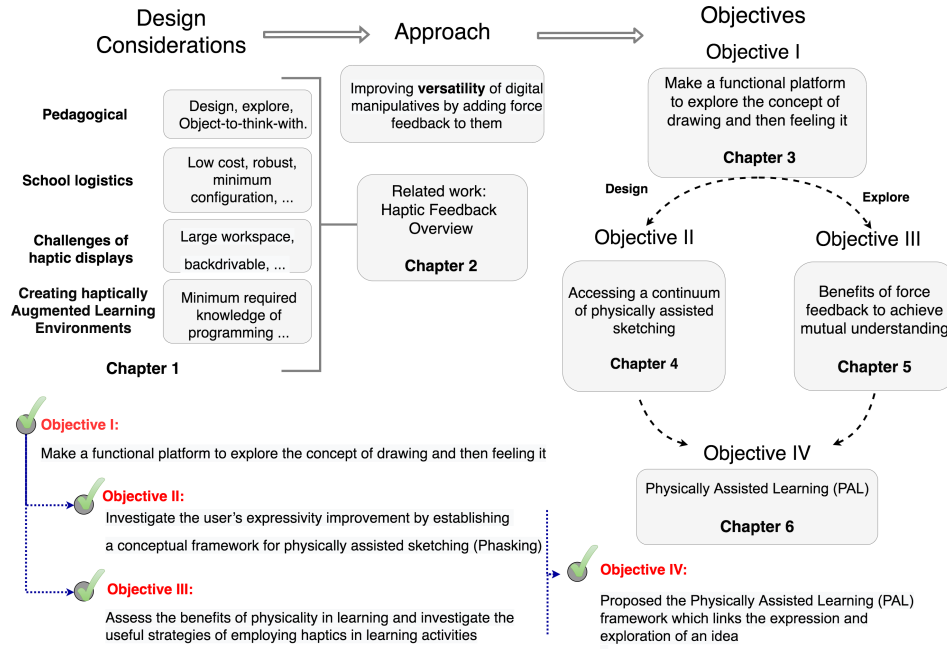 Design
Considerations
Approach
Objectives
Pedagogical
Design, explore,
Object-to-think-with.
School logistics
Low cost, robust,
minimum
configuration, ...
Challenges of
haptic displays
Large workspace,
backdrivable, ...
Creating haptically
Augmented Learning
Environments
Minimum required
knowledge of
programming ...
Chapter 1
Improving versatility of digital
manipulatives by adding force
feedback to them
Related work:
Haptic Feedback
Overview
Chapter 2
Objective I
Make a functional platform
to explore the concept of
drawing and then feeling it
Chapter 3
Design
Explore
Objective II
Accessing a continuum
of physically assisted
sketching
Chapter 4
Objective III
Benefits of force
feedback to achieve
mutual understanding
Chapter 5
Objective IV
Physically Assisted Learning (PAL)
Chapter 6
Objective I:
Make a functional platform to explore the concept of drawing and then feeling it
Objective II:
Investigate the user's expressivity improvement by establishing
a conceptual framework for physically assisted sketching (Phasking)
Objective III:
Assess the benefits of physicality in learning and investigate the
useful strategies of employing haptics in learning activities
Objective IV:
Proposed the Physically Assisted Learning (PAL)
framework which links the expression and
exploration of an idea